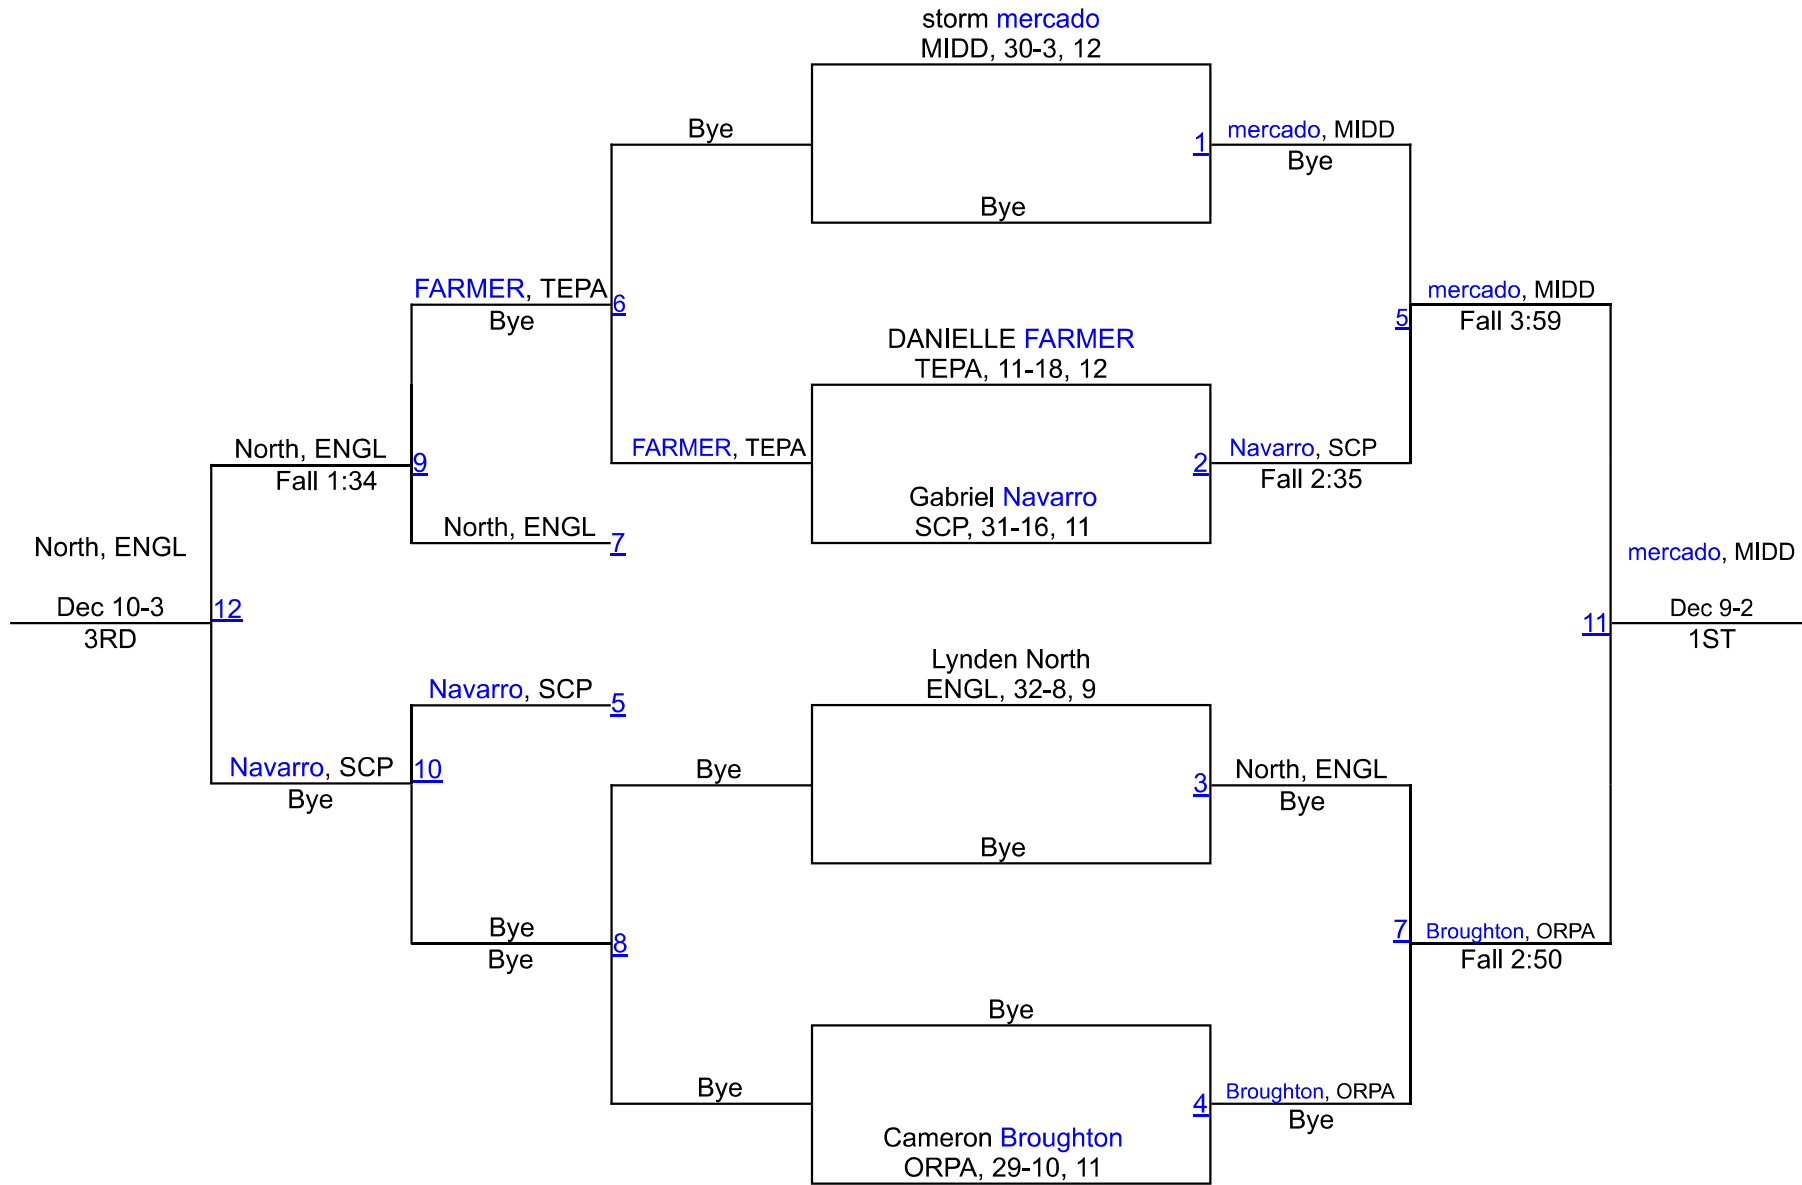 storm mercado
MIDD, 30-3, 12
Bye
1
mercado, MIDD
Bye
Bye
FARMER, TEPA
Bye
6
mercado, MIDD
Fall 3:59
5
DANIELLE FARMER
TEPA, 11-18, 12
North, ENGL
Fall 1:34
9
FARMER, TEPA
2
Navarro, SCP
Fall 2:35
Gabriel Navarro
SCP, 31-16, 11
North, ENGL
7
North, ENGL
Dec 10-3
3RD
12
mercado, MIDD
Dec 9-2
1ST
11
Lynden North
ENGL, 32-8, 9
Navarro, SCP
5
Navarro, SCP
Bye
10
Bye
3
North, ENGL
Bye
Bye
Bye
Bye
8
7
Broughton, ORPA
Fall 2:50
Bye
Bye
4
Broughton, ORPA
Bye
Cameron Broughton
ORPA, 29-10, 11